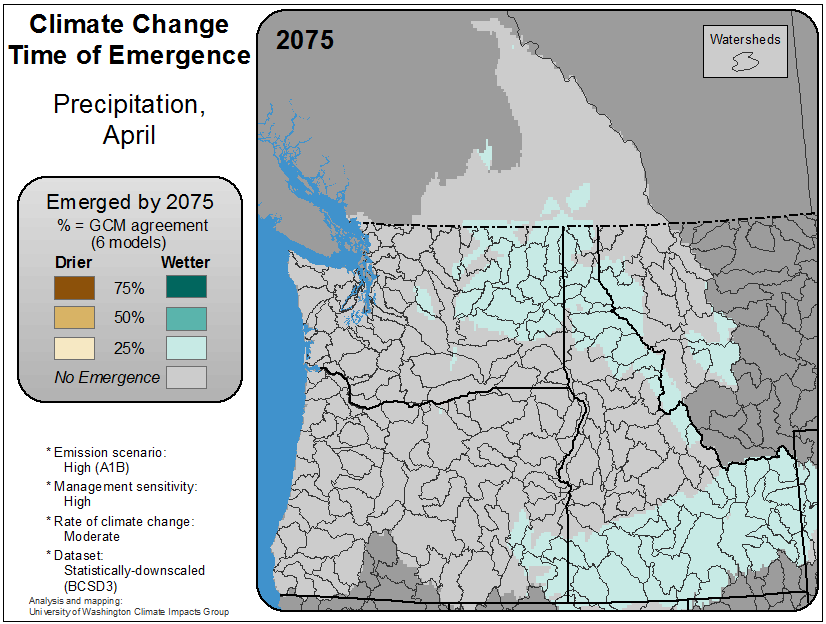 Climate Change
Time of Emergence
Precipitation,
April
Emerged by 2075
% = GCM agreement
(6 models)
Drier Wetter
75%
50%
25%
No Emergence
* Emission scenario:
High (A1B)
* Management sensitivity:
High
* Rate of climate change:
Moderate
* Dataset:
Statistically-downscaled
(BCSD3)
Analysis and mapping:
University of Washington Climate Impacts Group
2075
Watersheds